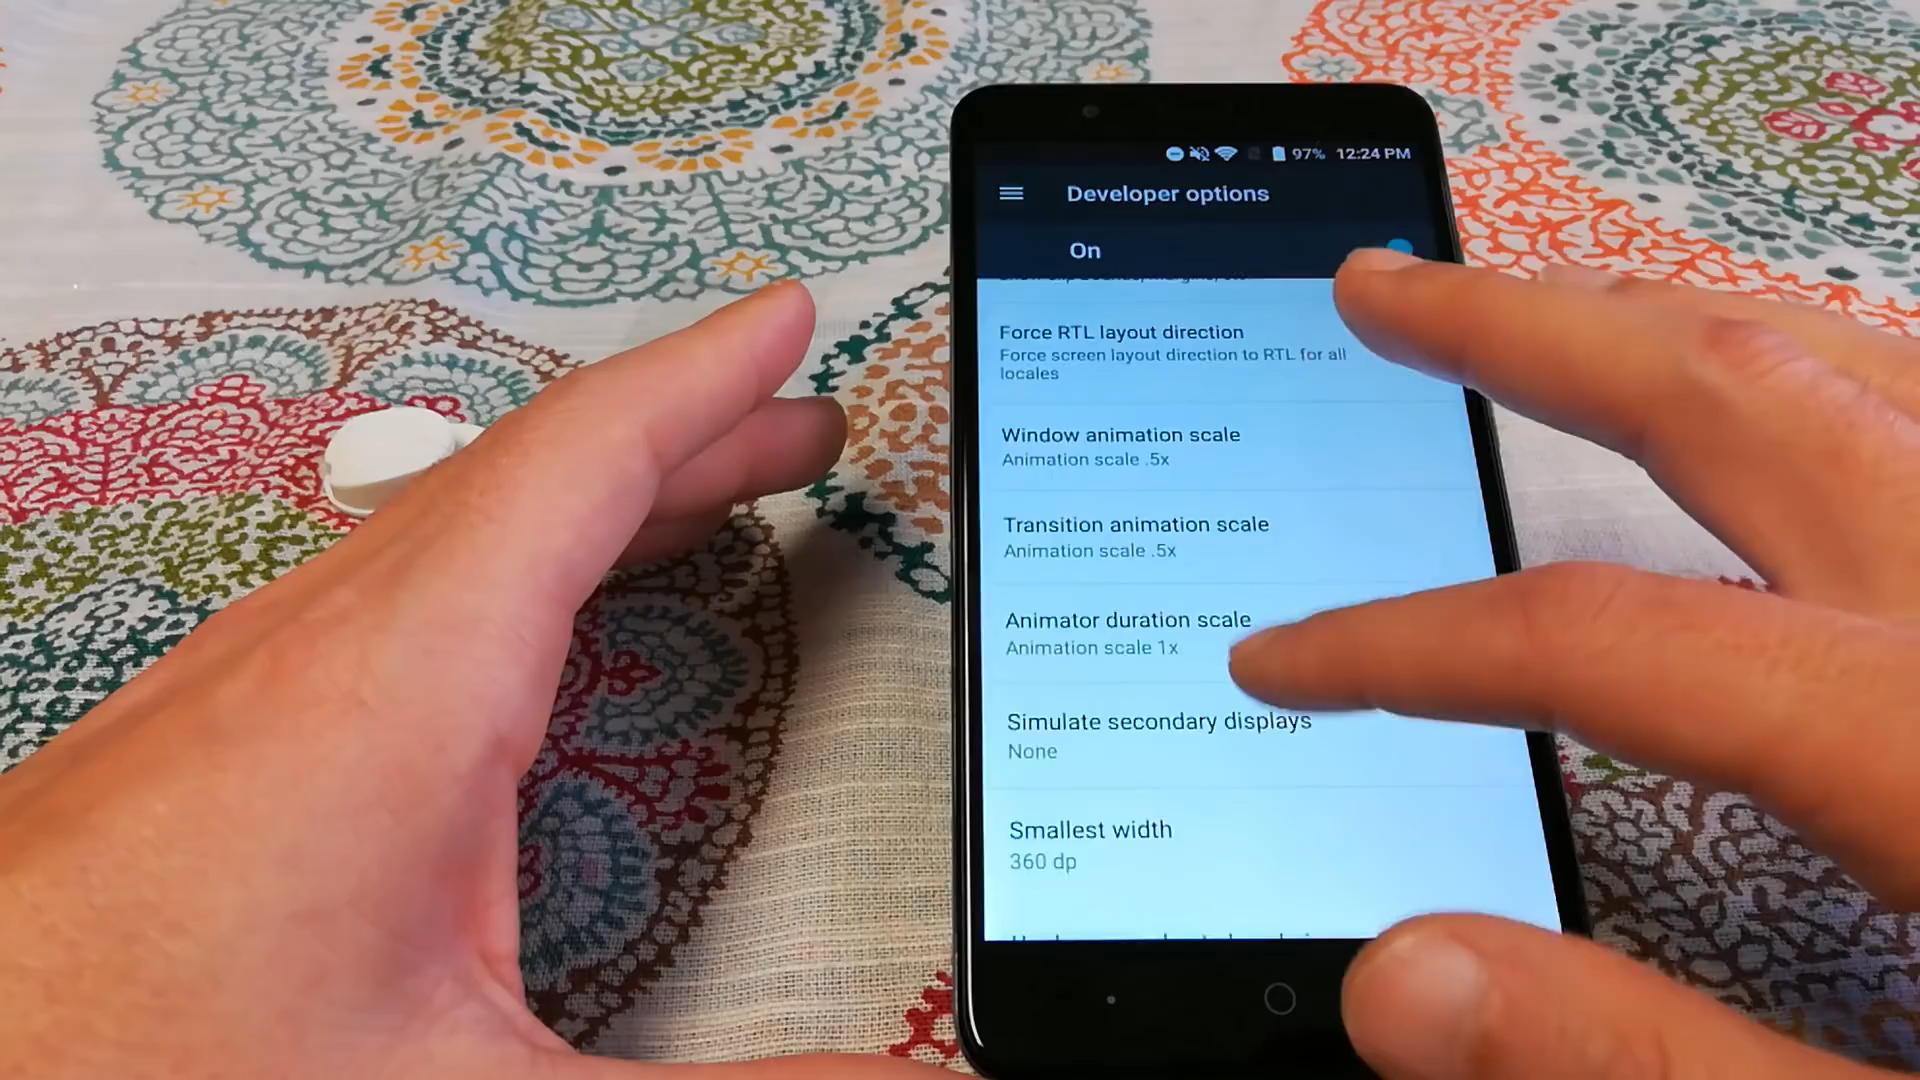 97% 12:24 PM
Developer options
On
Force RTL layout direction
Force screen layout direction to RTL for all
locales
Window animation scale
Animation scale .5x
Transition animation scale
Animation scale .5x
Animator duration scale
Animation scale 1x
Simulate secondary displays
None
Smallest width
360 dp